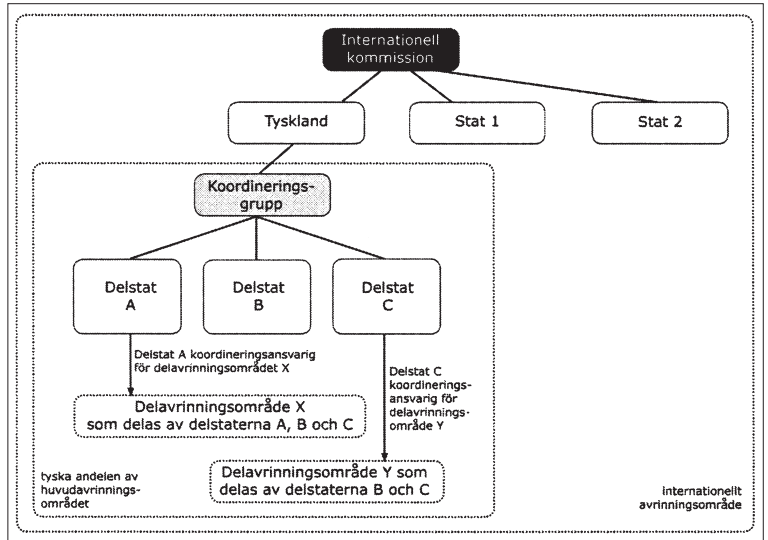 Internationell
kommission
Tyskland
Stat 1
Stat 2
Koordinerings-
grupp
Delstat
A
Delstat
B
Delstat
C
Delstat A koordineringsansvarig
för delavrinningsområdet X
Delstat C
koordinerings-
ansvarig för
delavrinnings-
område Y
Delavrinningsområde X
som delas av delstaterna A, B och C
Delavrinningsområde Y som
delas av delstaterna B och C
tyska andelen av
huvudavrinnings-
området
internationellt
avrinningsområde